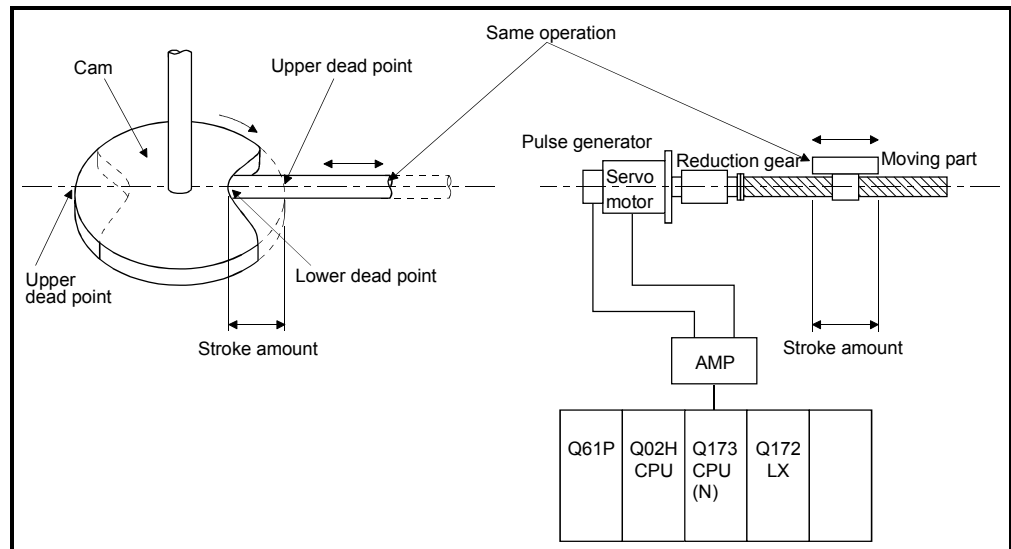 Same operation
Cam
Upper dead point
Pulse generator
Reduction gear
Moving part
Servo
motor
Upper
dead point
Lower dead point
Stroke amount
Stroke amount
AMP
Q61P
Q02H
CPU
Q173
CPU
(N)
Q172
LX